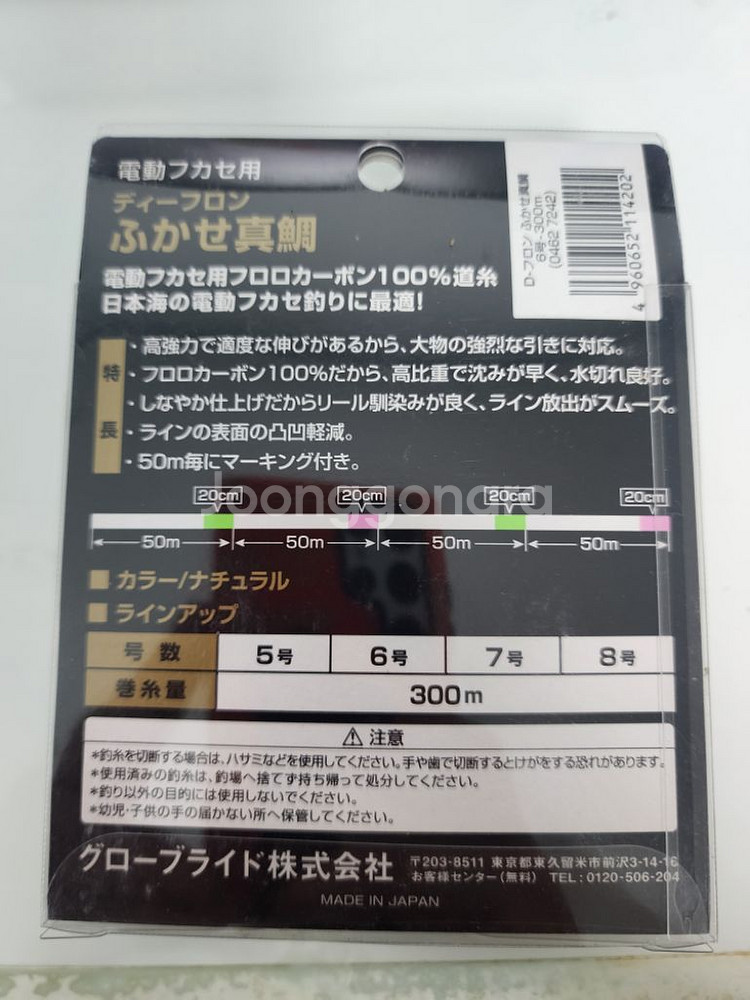 電動フカセ用
ディーフロン
ふかせ真鯛
電動フカセ用フロロカーボン100%道糸
日本海の電動フカセ釣りに最適!
D-フロン ふかせ真鯛
6号-300m
(0462 7242)
4 960652 114202
特長
・高強力で適度な伸びがあるから、大物の強烈な引きに対応。
・フロロカーボン100%だから、高比重で沈みが早く、水切れ良好。
・しなやか仕上げだからリール馴染みが良く、ライン放出がスムーズ。
・ラインの表面の凸凹軽減。
・50m毎にマーキング付き。
20cm 20cm 20cm 20cm
Joonggonara
50m 50m 50m 50m
■カラー/ナチュラル
■ラインアップ
号数 5号 6号 7号 8号
巻糸量 300m
⚠注意
*釣糸を切断する場合は、ハサミなどを使用してください。手や歯で切断するとけがをする恐れがあります。
*使用済みの釣糸は、釣場へ捨てず持ち帰って処分してください。
*釣り以外の目的には使用しないでください。
*幼児・子供の手の届かない所へ保管してください。
グローブライド株式会社
〒203-8511 東京都東久留米市前沢3-14-16
お客様センター(無料) TEL:0120-506-204
MADE IN JAPAN